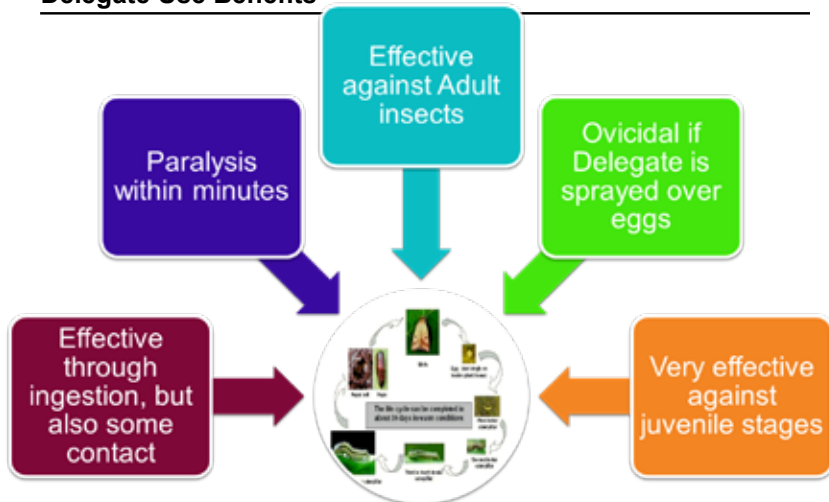 Delegate Use Benefits
Effective
against Adult
insects
Paralysis
within minutes
Ovicidal if
Delegate is
sprayed over
eggs
Effective
through
ingestion, but
also some
contact
Very effective
against
juvenile stages
The life cycle can be completed in
about 30 days in warm conditions